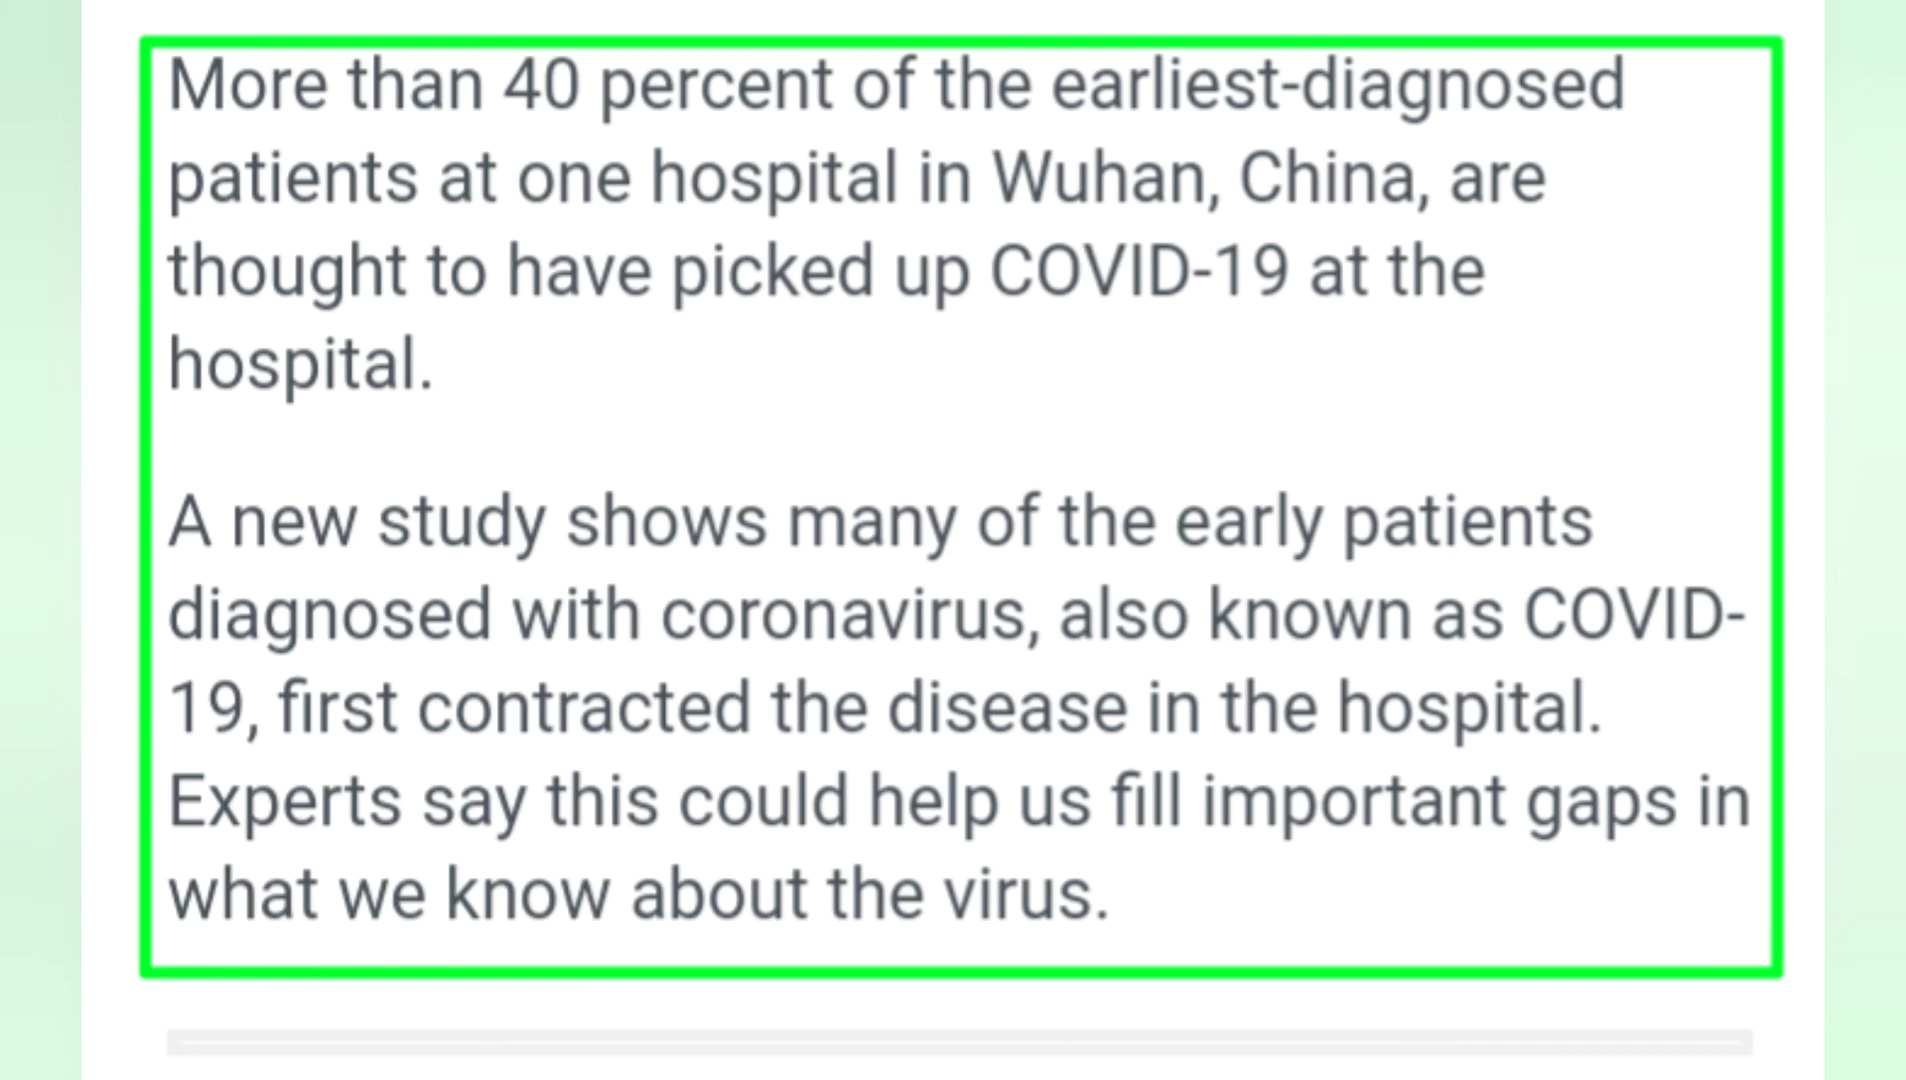 More than 40 percent of the earliest-diagnosed
patients at one hospital in Wuhan, China, are
thought to have picked up COVID-19 at the
hospital.
A new study shows many of the early patients
diagnosed with coronavirus, also known as COVID-
19, first contracted the disease in the hospital.
Experts say this could help us fill important gaps in
what we know about the virus.